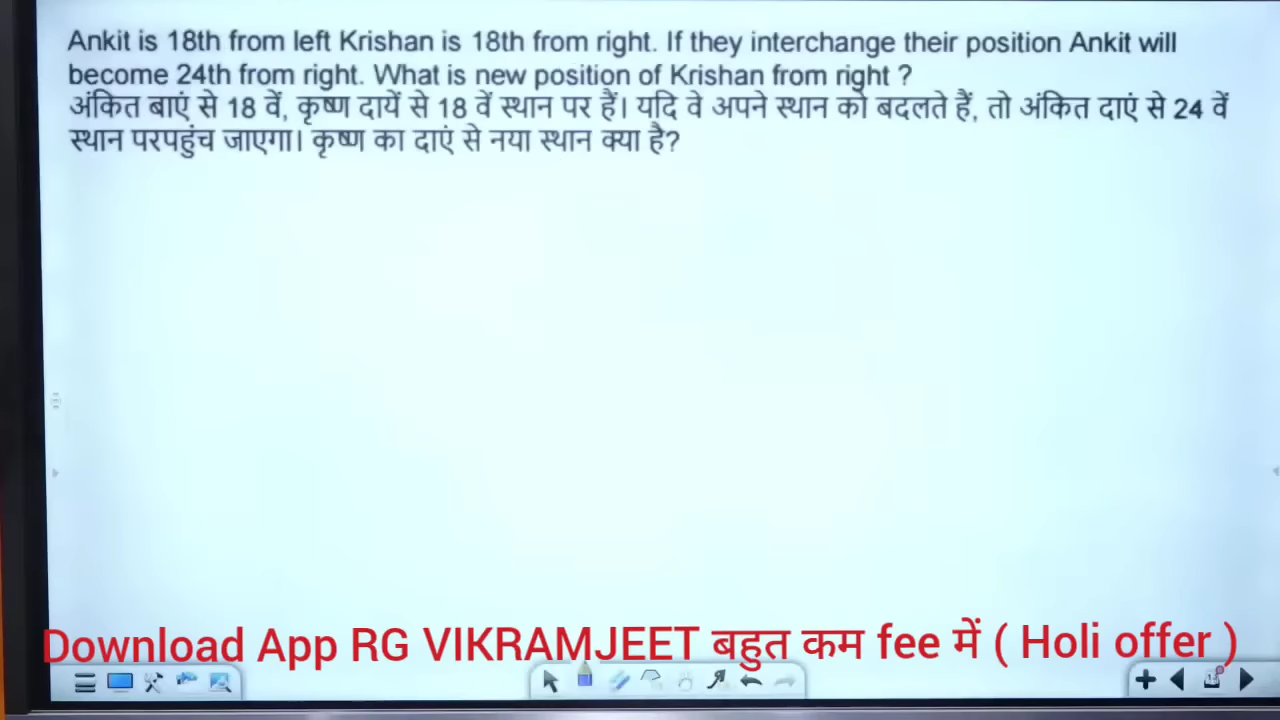 Ankit is 18th from left Krishan is 18th from right. If they interchange their position Ankit will
become 24th from right. What is new position of Krishan from right ?
अंकित बाएं से 18 वें, कृष्ण दायें से 18 वें स्थान पर हैं। यदि वे अपने स्थान को बदलते हैं, तो अंकित दाएं से 24 वें
स्थान परपहुंच जाएगा। कृष्ण का दाएं से नया स्थान क्या है?
Download App RG VIKRAMJEET बहुत कम fee में ( Holi offer )